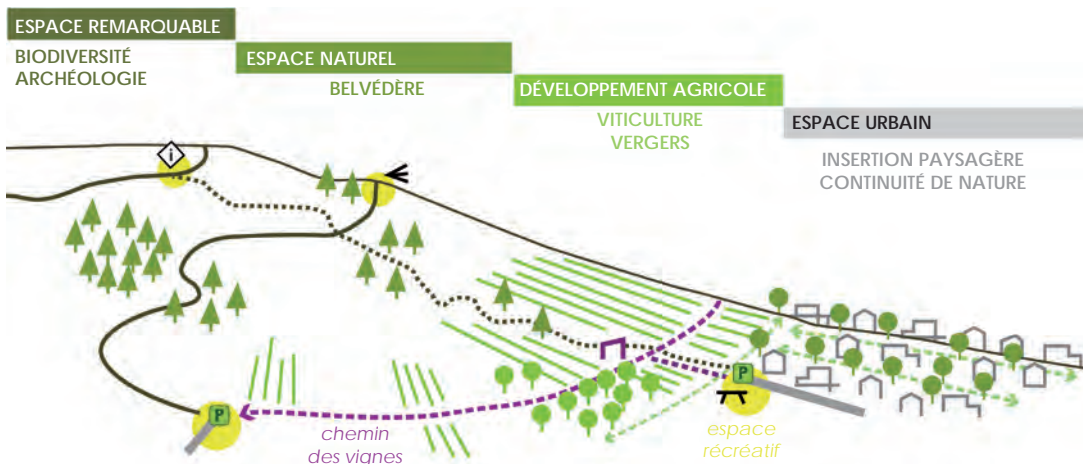 ESPACE REMARQUABLE
BIODIVERSITÉ
ARCHÉOLOGIE
ESPACE NATUREL
BELVÉDÈRE
DÉVELOPPEMENT AGRICOLE
VITICULTURE
VERGERS
ESPACE URBAIN
INSERTION PAYSAGÈRE
CONTINUITÉ DE NATURE
i
P
P
chemin
des vignes
espace
récréatif